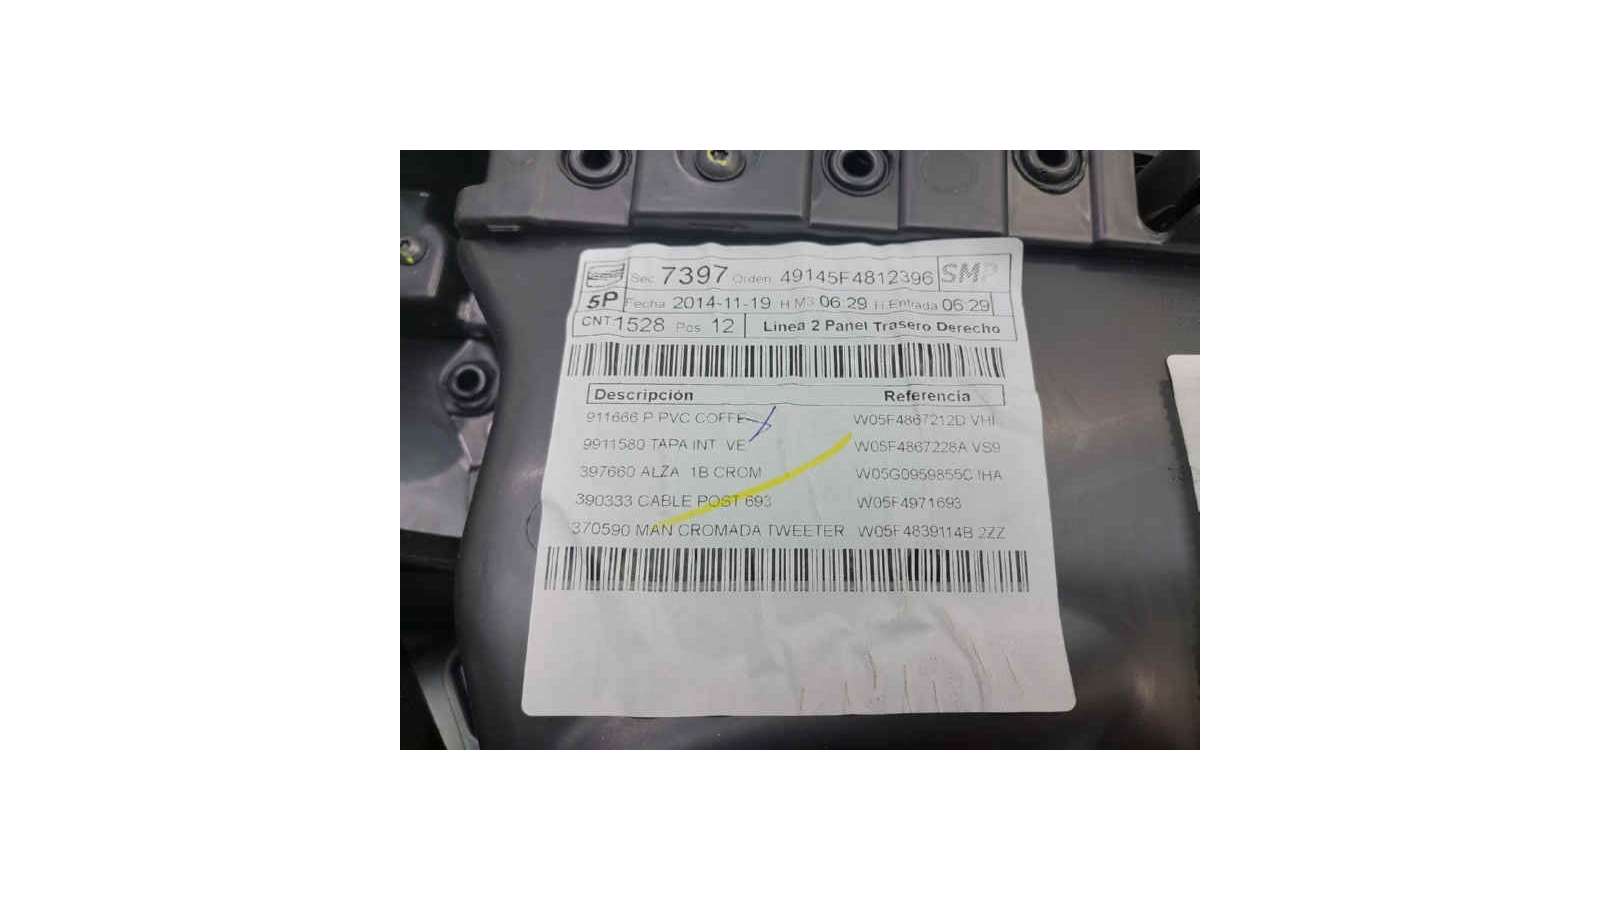 Sec 7397 Orden 49145F4812396 SMP
5P Fecha 2014-11-19 H M3 06:29 H Entrada 06:29
CNT: 1528 Pos 12 Linea 2 Panel Trasero Derecho
Descripción Referencia
911666 P PVC COFFE W05F4867212D VHI
9911580 TAPA INT VE W05F4867228A VS9
397660 ALZA 1B CROM W05G0959855C IHA
390333 CABLE POST 693 W05F4971693
370590 MAN CROMADA TWEETER W05F4839114B 2ZZ